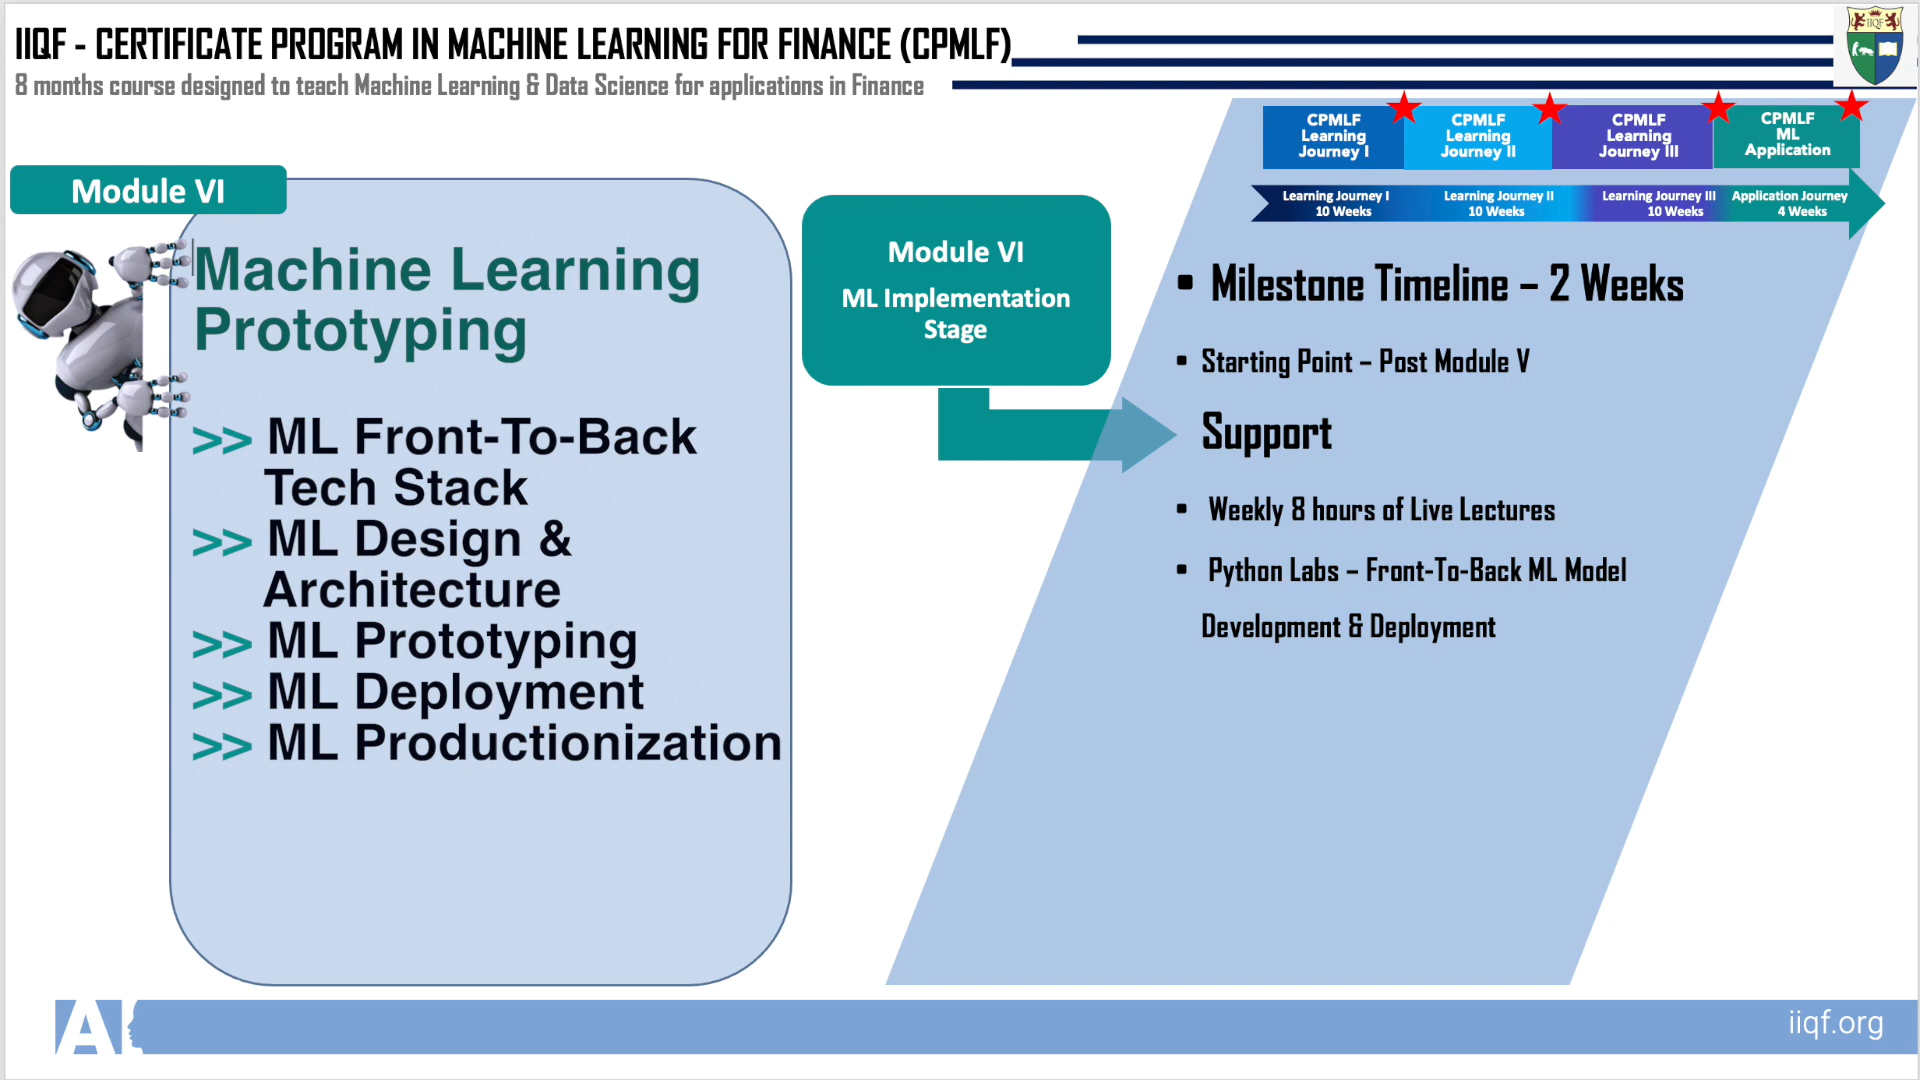 IIQF - CERTIFICATE PROGRAM IN MACHINE LEARNING FOR FINANCE (CPMLF)
8 months course designed to teach Machine Learning & Data Science for applications in Finance
IIQF
CPMLF
Learning
Journey I
CPMLF
Learning
Journey II
CPMLF
Learning
Journey III
CPMLF
ML
Application
Learning Journey I
10 Weeks
Learning Journey II
10 Weeks
Learning Journey III
10 Weeks
Application Journey
4 Weeks
Module VI
Machine Learning
Prototyping
>> ML Front-To-Back
Tech Stack
>> ML Design &
Architecture
>> ML Prototyping
>> ML Deployment
>> ML Productionization
Module VI
ML Implementation
Stage
• Milestone Timeline – 2 Weeks
• Starting Point – Post Module V
Support
• Weekly 8 hours of Live Lectures
• Python Labs – Front-To-Back ML Model
Development & Deployment
AI
iiqf.org